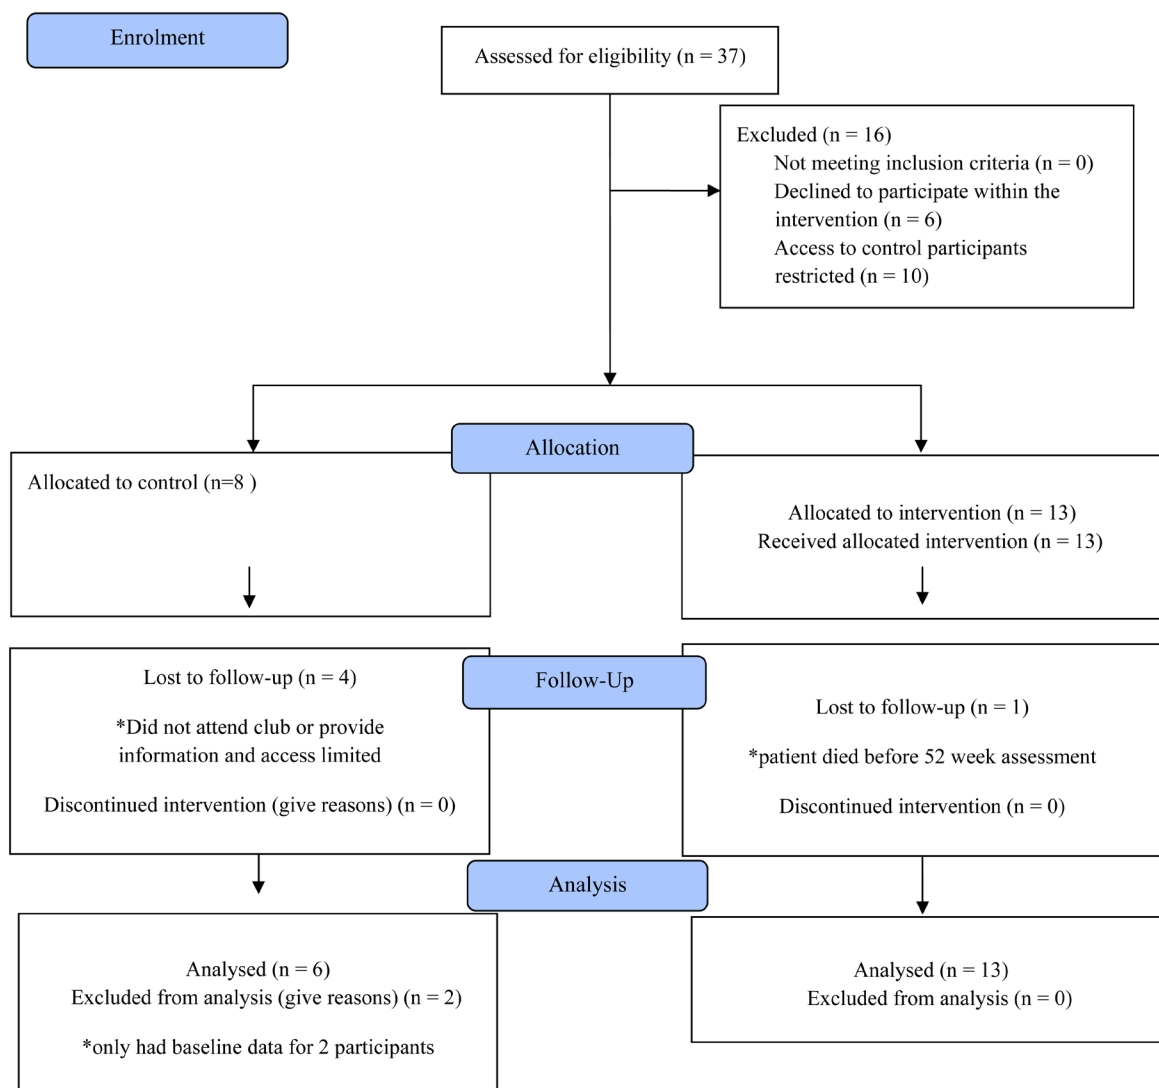 Enrolment
Assessed for eligibility (n = 37)
Excluded (n = 16)
Not meeting inclusion criteria (n = 0)
Declined to participate within the
intervention (n = 6)
Access to control participants
restricted (n = 10)
Allocation
Allocated to control (n=8 )
Allocated to intervention (n = 13)
Received allocated intervention (n = 13)
Follow-Up
Lost to follow-up (n = 4)
*Did not attend club or provide
information and access limited
Discontinued intervention (give reasons) (n = 0)
Lost to follow-up (n = 1)
*patient died before 52 week assessment
Discontinued intervention (n = 0)
Analysis
Analysed (n = 6)
Excluded from analysis (give reasons) (n = 2)
*only had baseline data for 2 participants
Analysed (n = 13)
Excluded from analysis (n = 0)